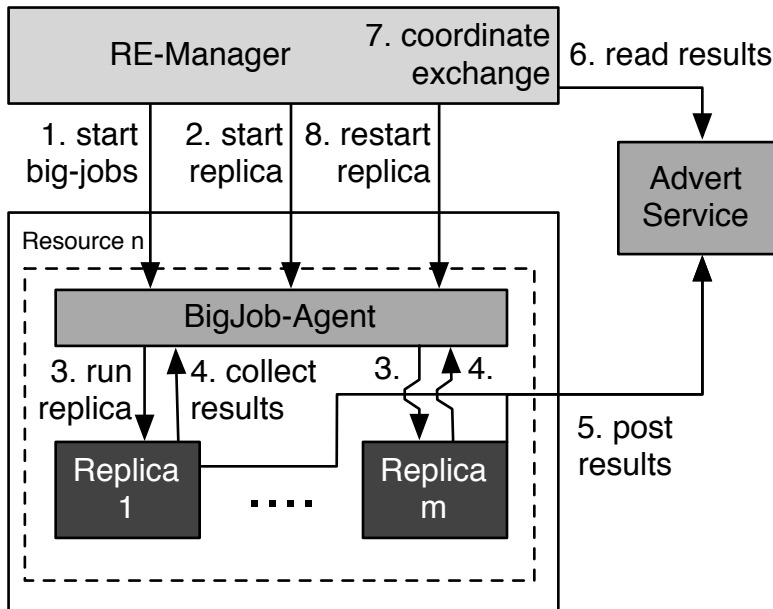 RE-Manager
7. coordinate
exchange
6. read results
1. start
big-jobs
2. start
replica
8. restart
replica
Advert
Service
Resource n
BigJob-Agent
3. run
replica
4. collect
results
3.
4.
5. post
results
Replica
1
....
Replica
m